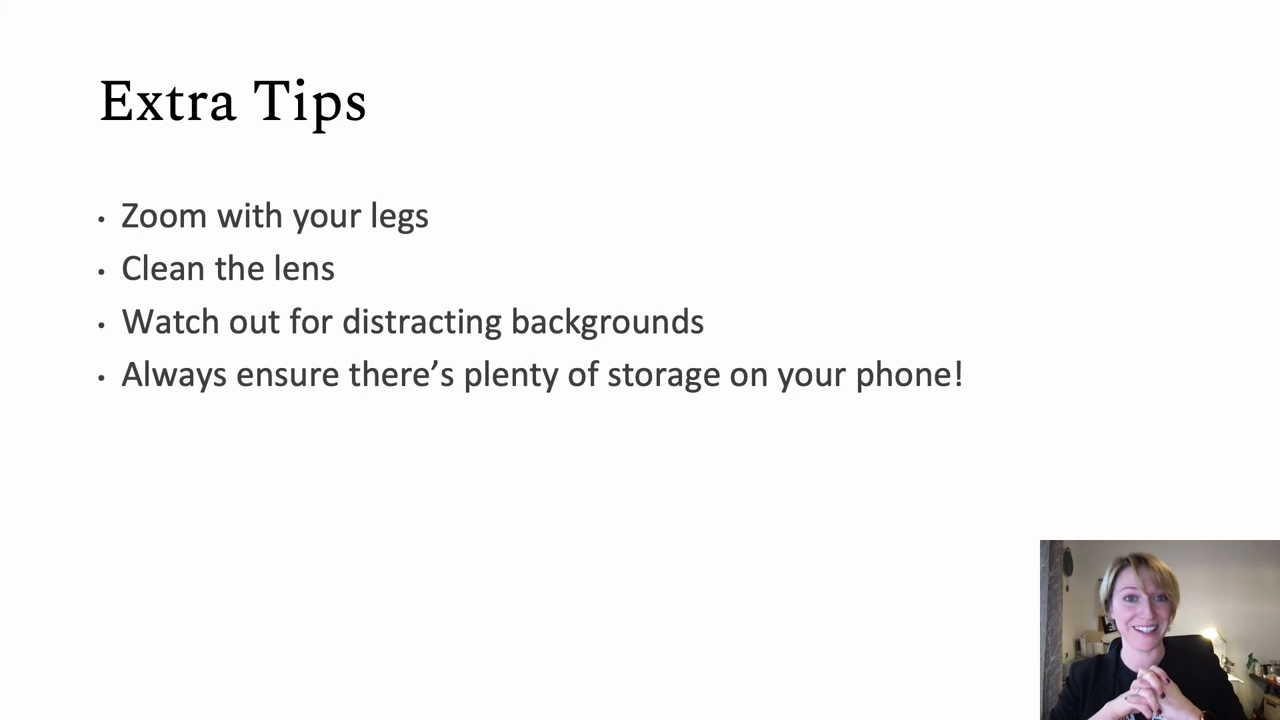 Extra Tips
• Zoom with your legs
• Clean the lens
• Watch out for distracting backgrounds
• Always ensure there’s plenty of storage on your phone!